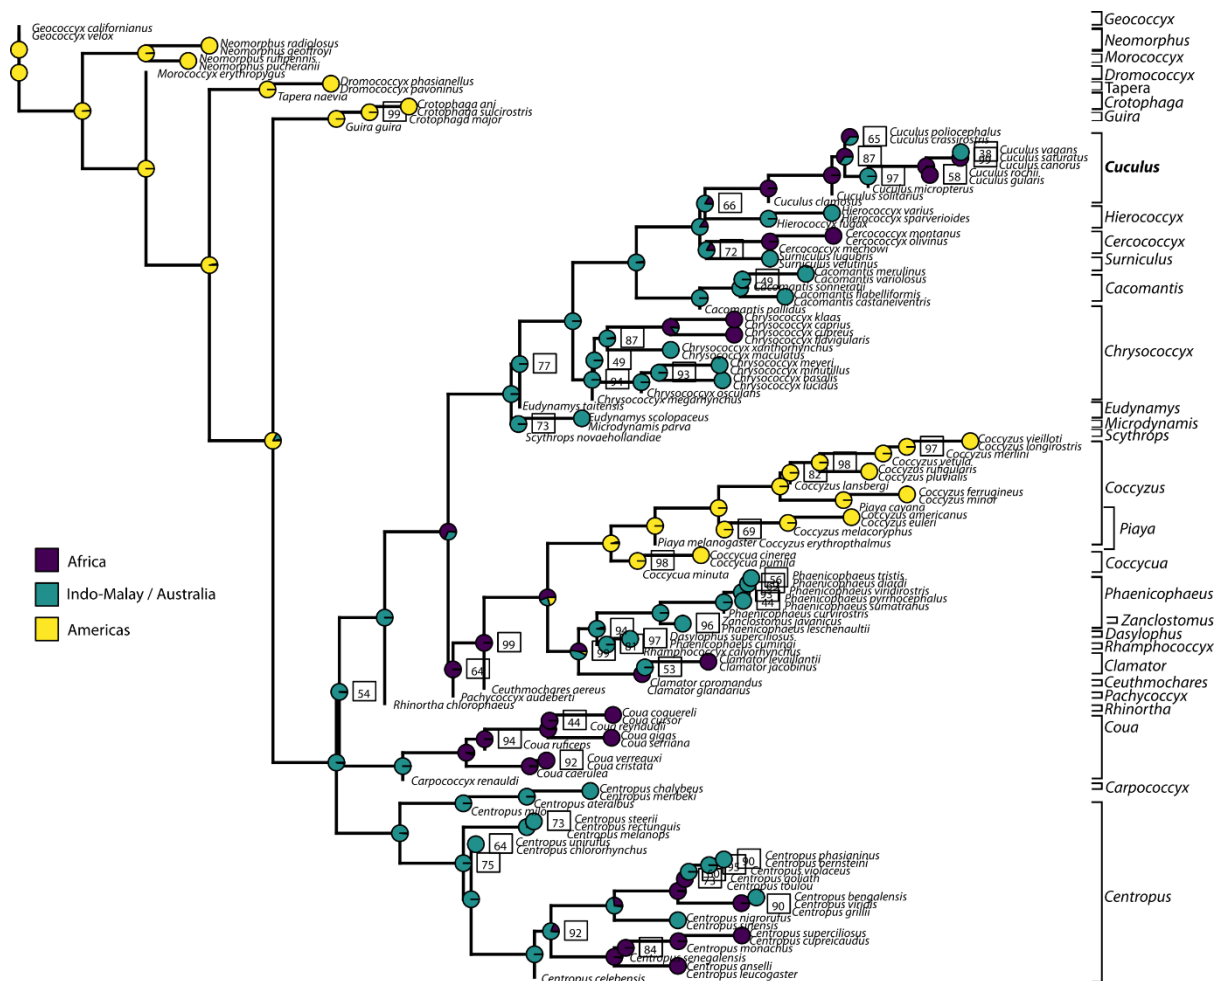 Geococcyx californianus
Geococcyx velox
Neomorphus radiolosus
Neomorphus geoffroyi
Neomorphus rufipennis
Neomorphus pucheranii
Morococcyx erythropygus
Dromococcyx phasianellus
Dromococcyx pavoninus
Tapera naevia
Crotophaga ani
Crotophaga sulcirostris
99
Crotophaga major
Guira guira
65
Cuculus poliocephalus
Cuculus crassirostris
87
38
Cuculus vagans
99
Cuculus saturatus
Cuculus canorus
97
58
Cuculus rochii
Cuculus gularis
Cuculus micropterus
Cuculus solitarius
Cuculus clamosus
66
Hierococcyx varius
Hierococcyx sparverioides
Hierococcyx fugax
Cercococcyx montanus
Cercococcyx olivinus
Cercococcyx mechowi
72
Surniculus lugubris
Surniculus velutinus
Cacomantis merulinus
49
Cacomantis variolosus
Cacomantis sonneratii
Cacomantis flabelliformis
Cacomantis castaneiventris
Cacomantis pallidus
Chrysococcyx klaas
Chrysococcyx caprius
Chrysococcyx cupreus
Chrysococcyx flavigularis
87
Chrysococcyx xanthorhynchus
Chrysococcyx maculatus
49
77
Chrysococcyx meyeri
93
Chrysococcyx minutillus
94
Chrysococcyx basalis
Chrysococcyx lucidus
Chrysococcyx osculans
Chrysococcyx megarhynchus
Eudynamys taitensis
Eudynamys scolopaceus
73
Microdynamis parva
Scythrops novaehollandiae
Coccyzus vieilloti
97
Coccyzus longirostris
Coccyzus merlini
98
Coccyzus vetula
82
Coccyzus rufigularis
Coccyzus pluvialis
Coccyzus lansbergi
Coccyzus ferrugineus
Coccyzus minor
Piaya cayana
Coccyzus americanus
Coccyzus euleri
69
Coccyzus melacoryphus
Piaya melanogaster
Coccyzus erythropthalmus
98
Coccycua cinerea
Coccycua pumila
Coccycua minuta
56
Phaenicophaeus tristis
Phaenicophaeus diardi
93
Phaenicophaeus viridirostris
44
Phaenicophaeus pyrrhocephalus
Phaenicophaeus sumatranus
Phaenicophaeus curvirostris
96
Zanclostomus javanicus
Phaenicophaeus leschenaultii
94
97
Dasylophus superciliosus
81
Phaenicophaeus cumingi
99
Rhamphococcyx calyorhynchus
53
Clamator levaillantii
Clamator jacobinus
Clamator coromandus
Clamator glandarius
99
64
Ceuthmochares aereus
Pachycoccyx audeberti
Rhinortha chlorophaeus
54
44
Coua coquereli
Coua cursor
Coua reynaudii
94
Coua gigas
Coua serriana
Coua ruficeps
92
Coua verreauxi
Coua cristata
Coua caerulea
Carpococcyx renauldi
Centropus chalybeus
Centropus menbeki
Centropus ateralbus
Centropus milo
73
Centropus steerii
Centropus rectunguis
Centropus melanops
64
Centropus unirufus
Centropus chlororhynchus
75
90
Centropus phasianinus
95
Centropus bernsteini
Centropus violaceus
73
Centropus goliath
Centropus toulou
Centropus bengalensis
90
Centropus viridis
Centropus grillii
Centropus nigrorufus
Centropus sinensis
92
Centropus superciliosus
Centropus cupreicaudus
84
Centropus monachus
Centropus senegalensis
Centropus anselli
Centropus leucogaster
Centropus celebensis
Africa
Indo-Malay / Australia
Americas
Geococcyx
Neomorphus
Morococcyx
Dromococcyx
Tapera
Crotophaga
Guira
Cuculus
Hierococcyx
Cercococcyx
Surniculus
Cacomantis
Chrysococcyx
Eudynamys
Microdynamis
Scythrops
Coccyzus
Piaya
Coccycua
Phaenicophaeus
Zanclostomus
Dasylophus
Rhamphococcyx
Clamator
Ceuthmochares
Pachycoccyx
Rhinortha
Coua
Carpococcyx
Centropus